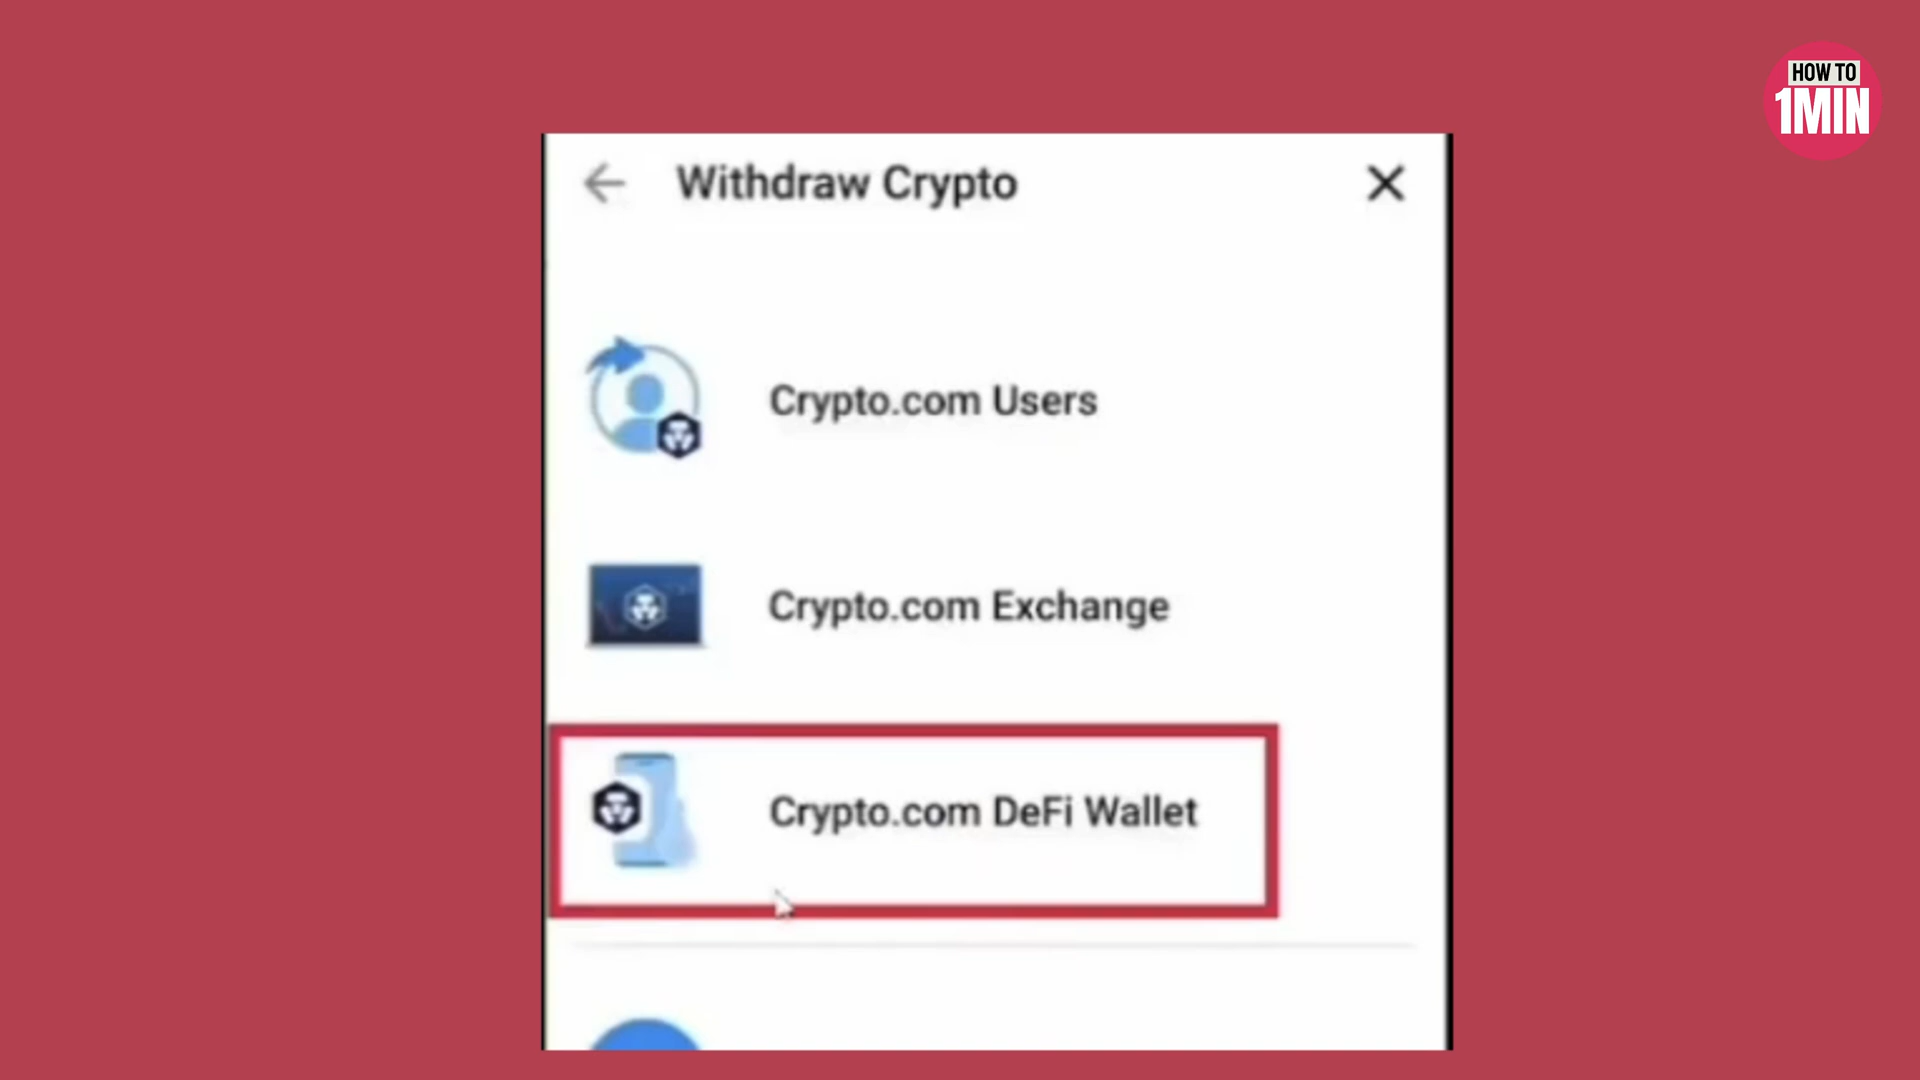 HOW TO
1MIN
Withdraw Crypto
Crypto.com Users
Crypto.com Exchange
Crypto.com DeFi Wallet